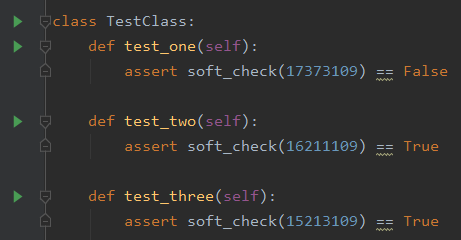 class TestClass:
def test_one(self):
assert soft_check(17373109) == False
def test_two(self):
assert soft_check(16211109) == True
def test_three(self):
assert soft_check(15213109) == True